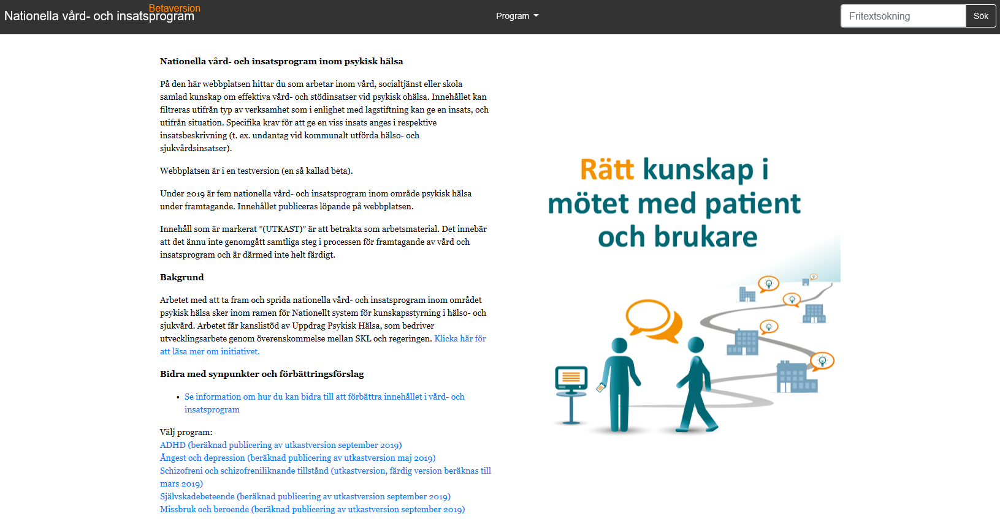 Betaversion
Nationella vård- och insatsprogram
Program
Fritextsökning
Sök
Nationella vård- och insatsprogram inom psykisk hälsa
På den här webbplatsen hittar du som arbetar inom vård, socialtjänst eller skola
samlad kunskap om effektiva vård- och stödinsatser vid psykisk ohälsa. Innehållet kan
filtreras utifrån typ av verksamhet som i enlighet med lagstiftning kan ge en insats, och
utifrån situation. Specifika krav för att ge en viss insats anges i respektive
insatsbeskrivning (t. ex. undantag vid kommunalt utförda hälso- och
sjukvårdsinsatser).
Webbplatsen är i en testversion (en så kallad beta).
Under 2019 är fem nationella vård- och insatsprogram inom område psykisk hälsa
under framtagande. Innehållet publiceras löpande på webbplatsen.
Innehåll som är markerat ”(UTKAST)” är att betrakta som arbetsmaterial. Det innebär
att det ännu inte genomgått samtliga steg i processen för framtagande av vård och
insatsprogram och är därmed inte helt färdigt.
Bakgrund
Arbetet med att ta fram och sprida nationella vård- och insatsprogram inom området
psykisk hälsa sker inom ramen för Nationellt system för kunskapsstyrning i hälso- och
sjukvård. Arbetet får kanslistöd av Uppdrag Psykisk Hälsa, som bedriver
utvecklingsarbete genom överenskommelse mellan SKL och regeringen. Klicka här för
att läsa mer om initiativet.
Bidra med synpunkter och förbättringsförslag
• Se information om hur du kan bidra till att förbättra innehållet i vård- och
insatsprogram
Välj program:
ADHD (beräknad publicering av utkastversion september 2019)
Ångest och depression (beräknad publicering av utkastversion maj 2019)
Schizofreni och schizofreniliknande tillstånd (utkastversion, färdig version beräknas till
mars 2019)
Självskadebeteende (beräknad publicering av utkastversion september 2019)
Missbruk och beroende (beräknad publicering av utkastversion september 2019)
Rätt kunskap i
mötet med patient
och brukare